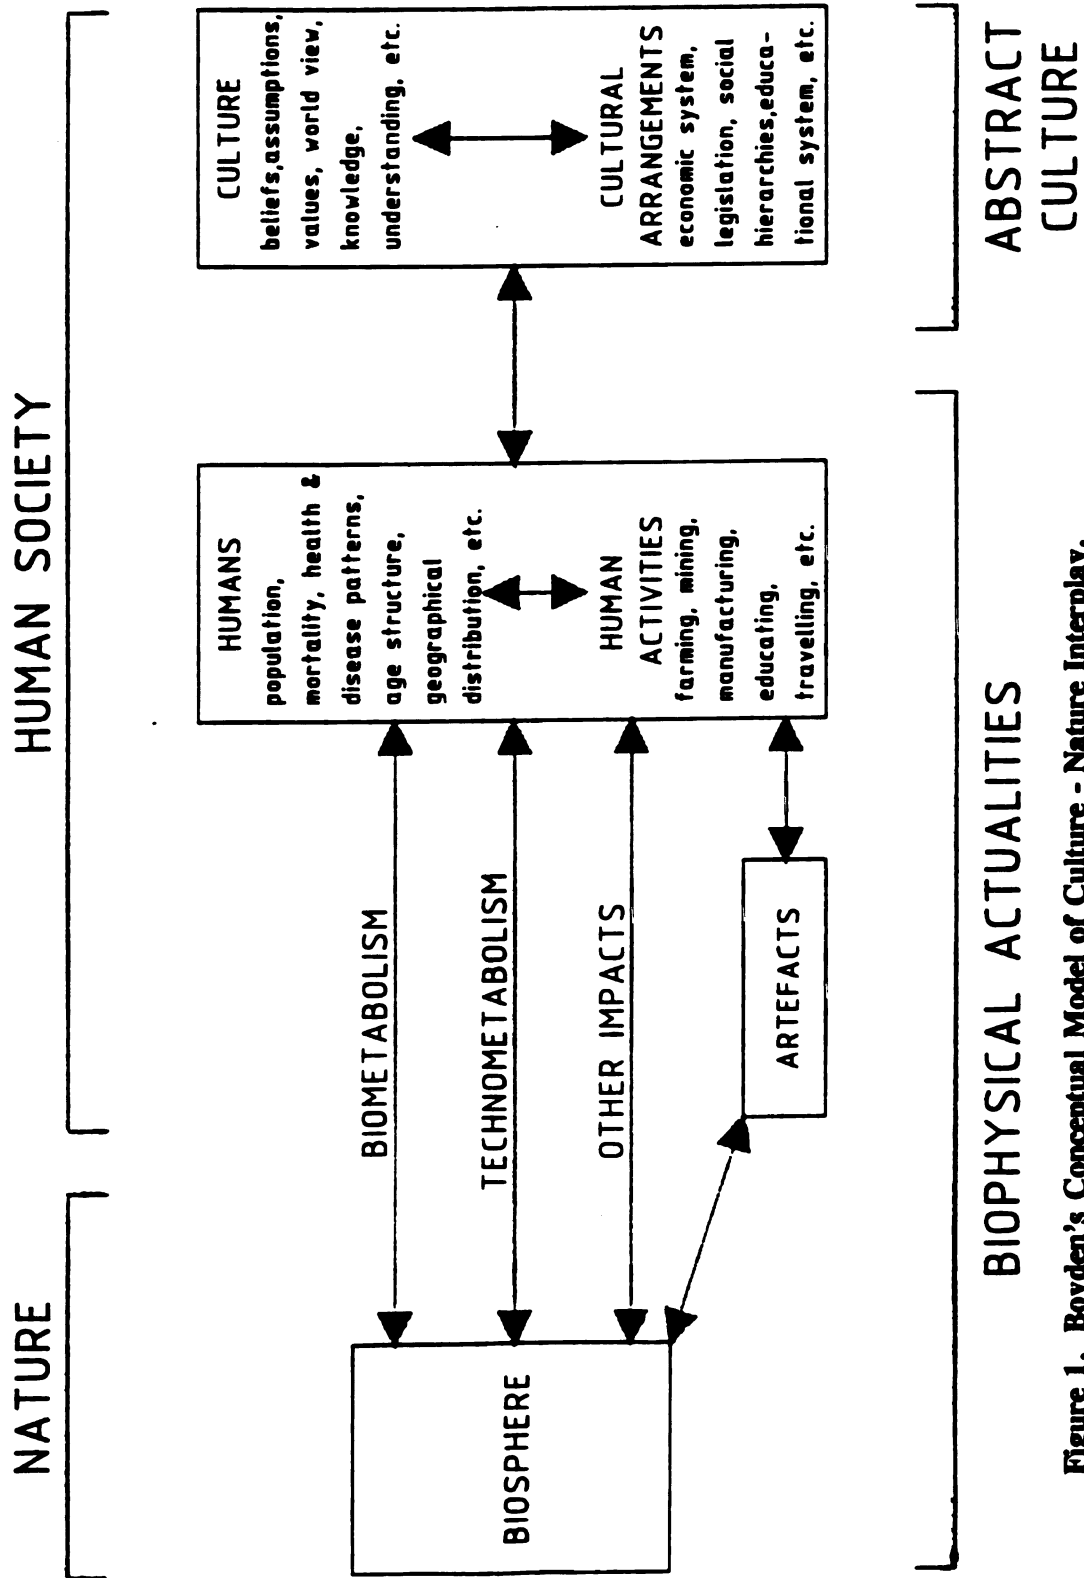 NATURE
HUMAN SOCIETY
BIOSPHERE
BIOMETABOLISM
TECHNOMETABOLISM
OTHER IMPACTS
ARTEFACTS
HUMANS
population,
mortality, health &
disease patterns,
age structure,
geographical
distribution, etc.
HUMAN
ACTIVITIES
farming, mining,
manufacturing,
educating,
travelling, etc.
CULTURE
beliefs,assumptions,
values, world view,
knowledge,
understanding, etc.
CULTURAL
ARRANGEMENTS
economic system,
legislation, social
hierarchies,educa-
tional system, etc.
BIOPHYSICAL ACTUALITIES
ABSTRACT
CULTURE
Figure 1. Boyden's Conceptual Model of Culture - Nature Interplay.